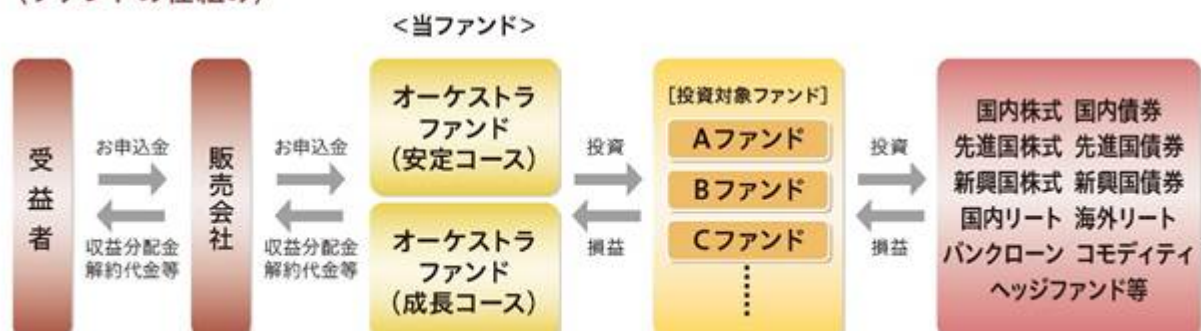 ＜当ファンド＞
受益者
お申込金
収益分配金
解約代金等
販売会社
お申込金
収益分配金
解約代金等
オーケストラ
ファンド
（安定コース）
オーケストラ
ファンド
（成長コース）
投資
損益
［投資対象ファンド］
Aファンド
Bファンド
Cファンド
投資
損益
国内株式 国内債券
先進国株式 先進国債券
新興国株式 新興国債券
国内リート 海外リート
バンクローン コモディティ
ヘッジファンド等